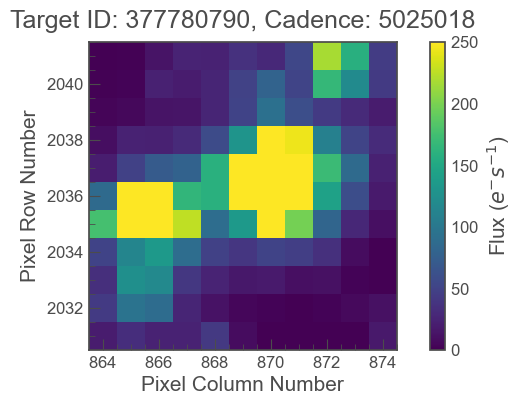 Target ID: 377780790, Cadence: 5025018
Pixel Row Number
2040
2038
2036
2034
2032
864 866 868 870 872 874
Pixel Column Number
250
200
150
100
50
0
Flux (e⁻ s⁻¹)